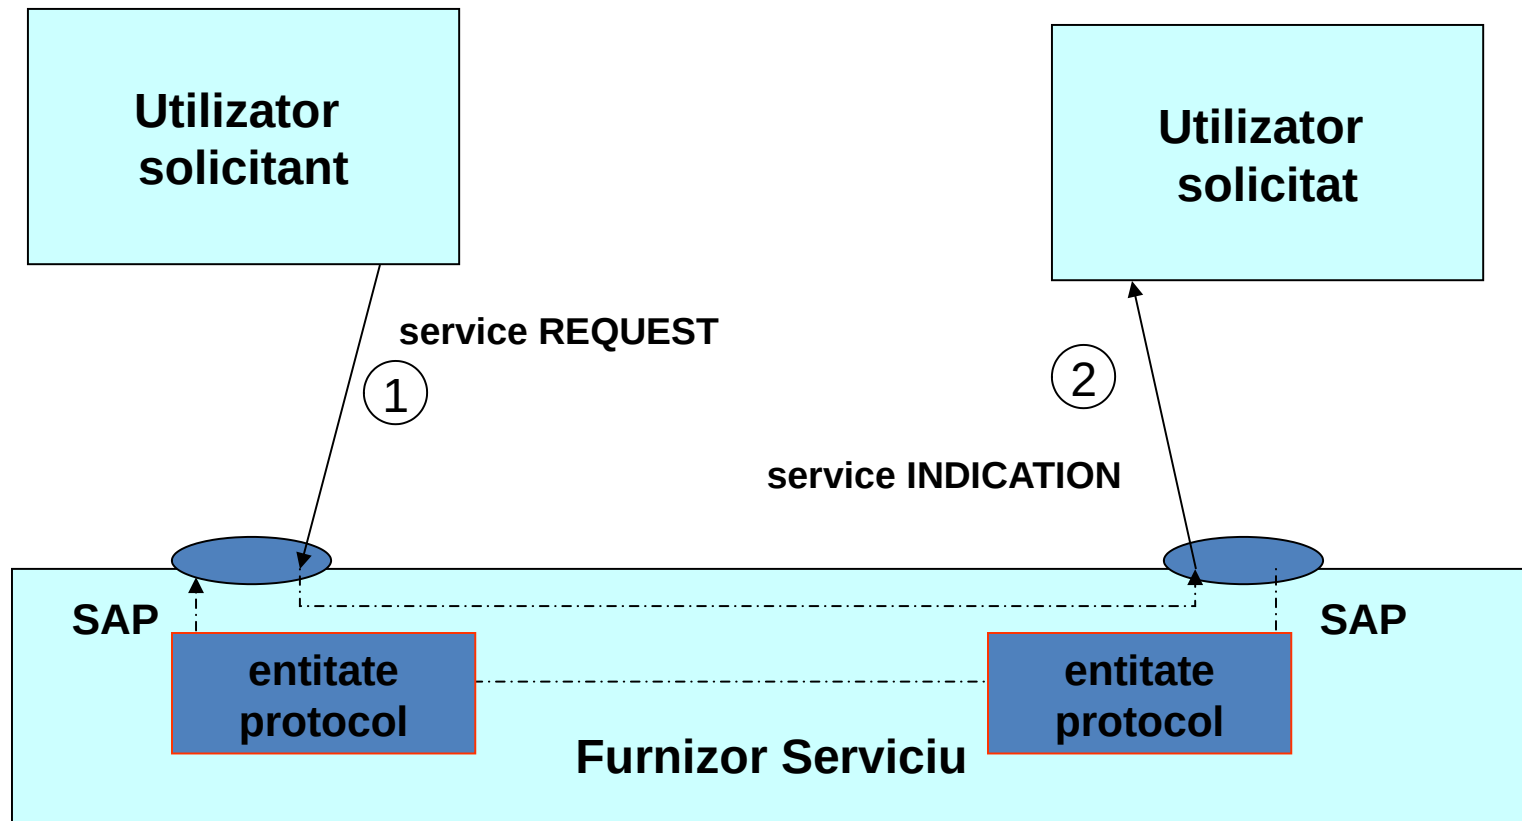 Utilizator
solicitant
Utilizator
solicitat
service REQUEST
1
2
service INDICATION
SAP
SAP
entitate
protocol
entitate
protocol
Furnizor Serviciu